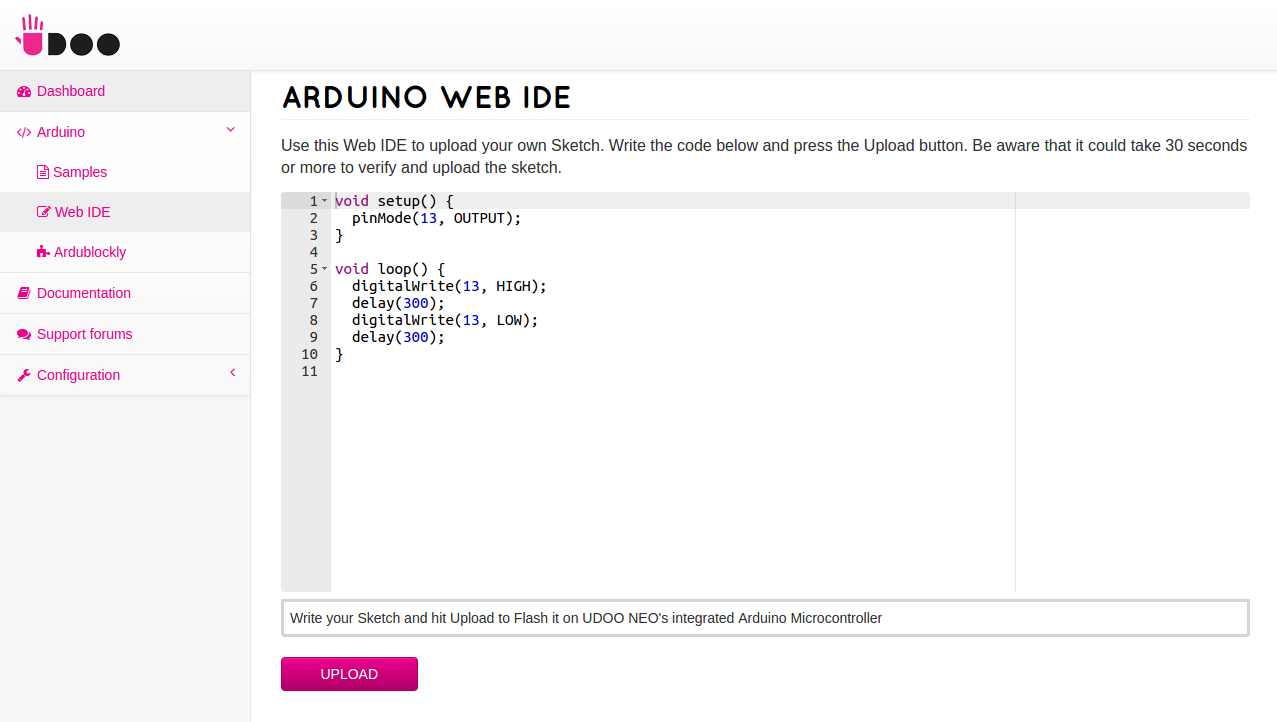 UDOO
Dashboard
Arduino
Samples
Web IDE
Ardublockly
Documentation
Support forums
Configuration
ARDUINO WEB IDE
Use this Web IDE to upload your own Sketch. Write the code below and press the Upload button. Be aware that it could take 30 seconds
or more to verify and upload the sketch.
1 void setup() {
2   pinMode(13, OUTPUT);
3 }
4
5 void loop() {
6   digitalWrite(13, HIGH);
7   delay(300);
8   digitalWrite(13, LOW);
9   delay(300);
10 }
11
Write your Sketch and hit Upload to Flash it on UDOO NEO's integrated Arduino Microcontroller
UPLOAD